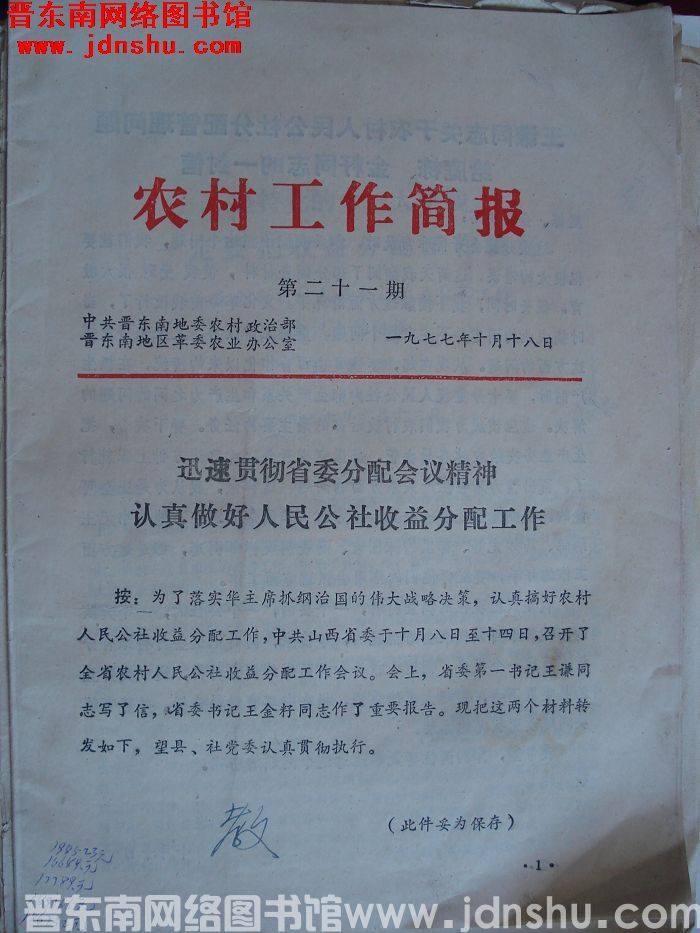 晋东南网络图书馆
www.jdnshu.com
农村工作简报
第二十一期
中共晋东南地委农村政治部
晋东南地区革委农业办公室
一九七七年十月十八日
迅速贯彻省委分配会议精神
认真做好人民公社收益分配工作
按：为了落实华主席抓纲治国的伟大战略决策，认真搞好农村
人民公社收益分配工作，中共山西省委于十月八日至十四日，召开了
全省农村人民公社收益分配工作会议。会上，省委第一书记王谦同
志写了信，省委书记王金籽同志作了重要报告。现把这两个材料转
发如下，望县、社党委认真贯彻执行。
（此件妥为保存）
·1·
晋东南网络图书馆www.jdnshu.com